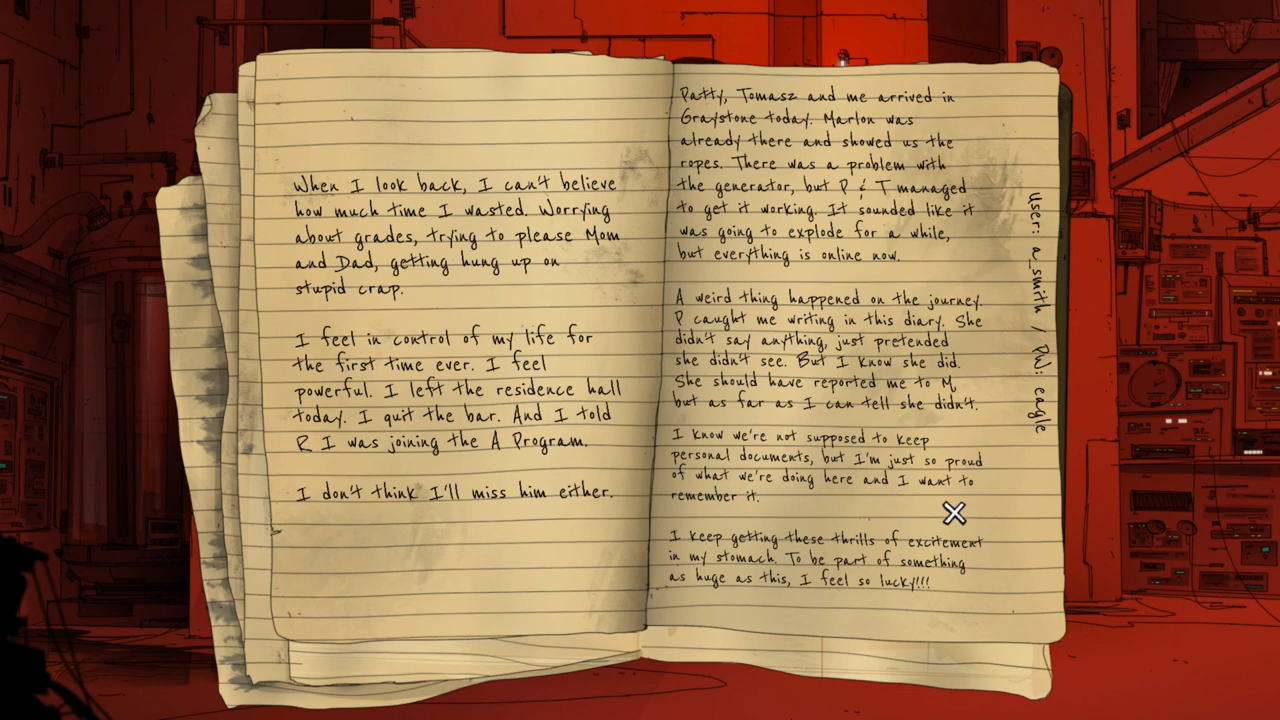 When I look back, I can't believe
how much time I wasted. Worrying
about grades, trying to please Mom
and Dad, getting hung up on
stupid crap.
I feel in control of my life for
the first time ever. I feel
powerful. I left the residence hall
today. I quit the bar. And I told
R I was joining the A Program.
I don't think I'll miss him either.
Patty, Tomasz and me arrived in
Graystone today. Marlon was
already there and showed us the
ropes. There was a problem with
the generator, but P & T managed
to get it working. It sounded like it
was going to explode for a while,
but everything is online now.
A weird thing happened on the journey.
P caught me writing in this diary. She
didn't say anything, just pretended
she didn't see. But I know she did.
She should have reported me to M,
but as far as I can tell she didn't.
I know we're not supposed to keep
personal documents, but I'm just so proud
of what we're doing here and I want to
remember it.
I keep getting these thrills of excitement
in my stomach. To be part of something
as huge as this, I feel so lucky!!!
User: a_smith / PW: eagle